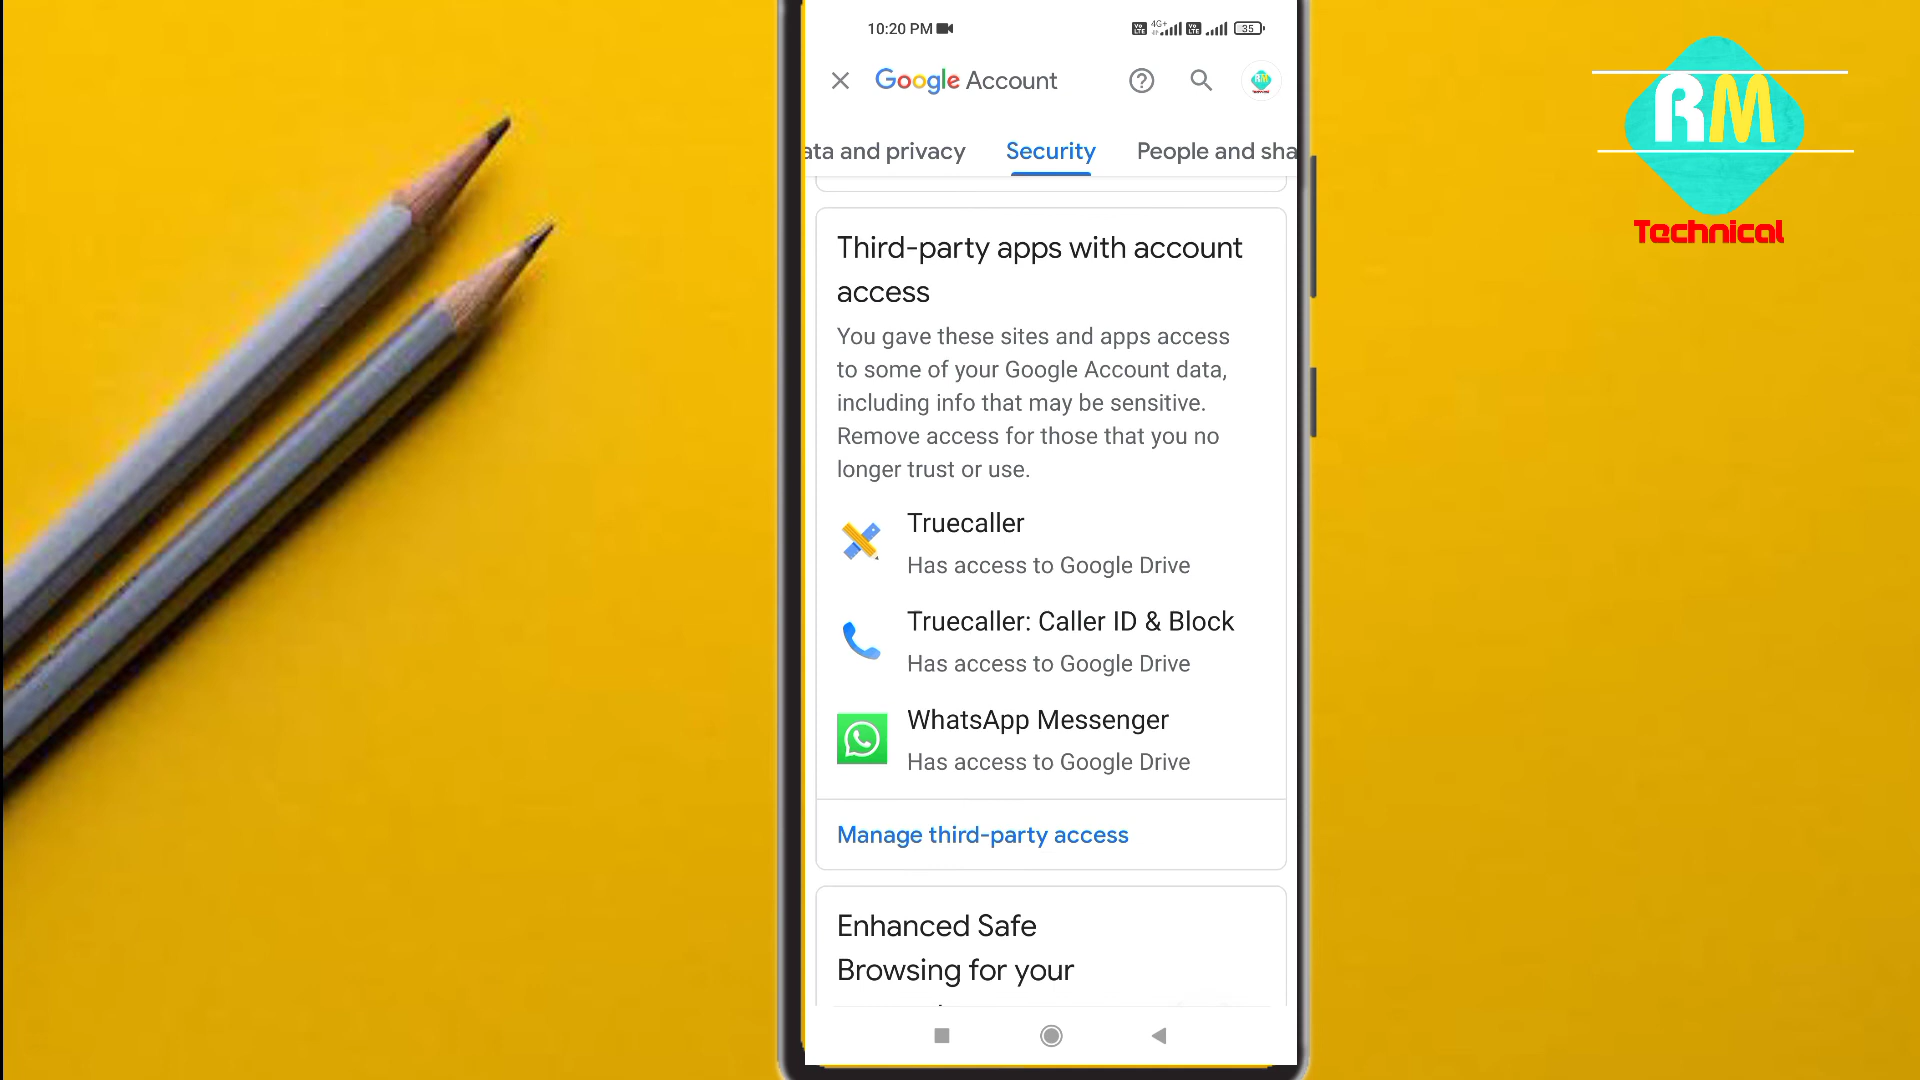 10:20 PM
4G+
35
Google Account
RM
ata and privacy
Security
People and sha
RM
Technical
Third-party apps with account
access
You gave these sites and apps access
to some of your Google Account data,
including info that may be sensitive.
Remove access for those that you no
longer trust or use.
Truecaller
Has access to Google Drive
Truecaller: Caller ID & Block
Has access to Google Drive
WhatsApp Messenger
Has access to Google Drive
Manage third-party access
Enhanced Safe
Browsing for your